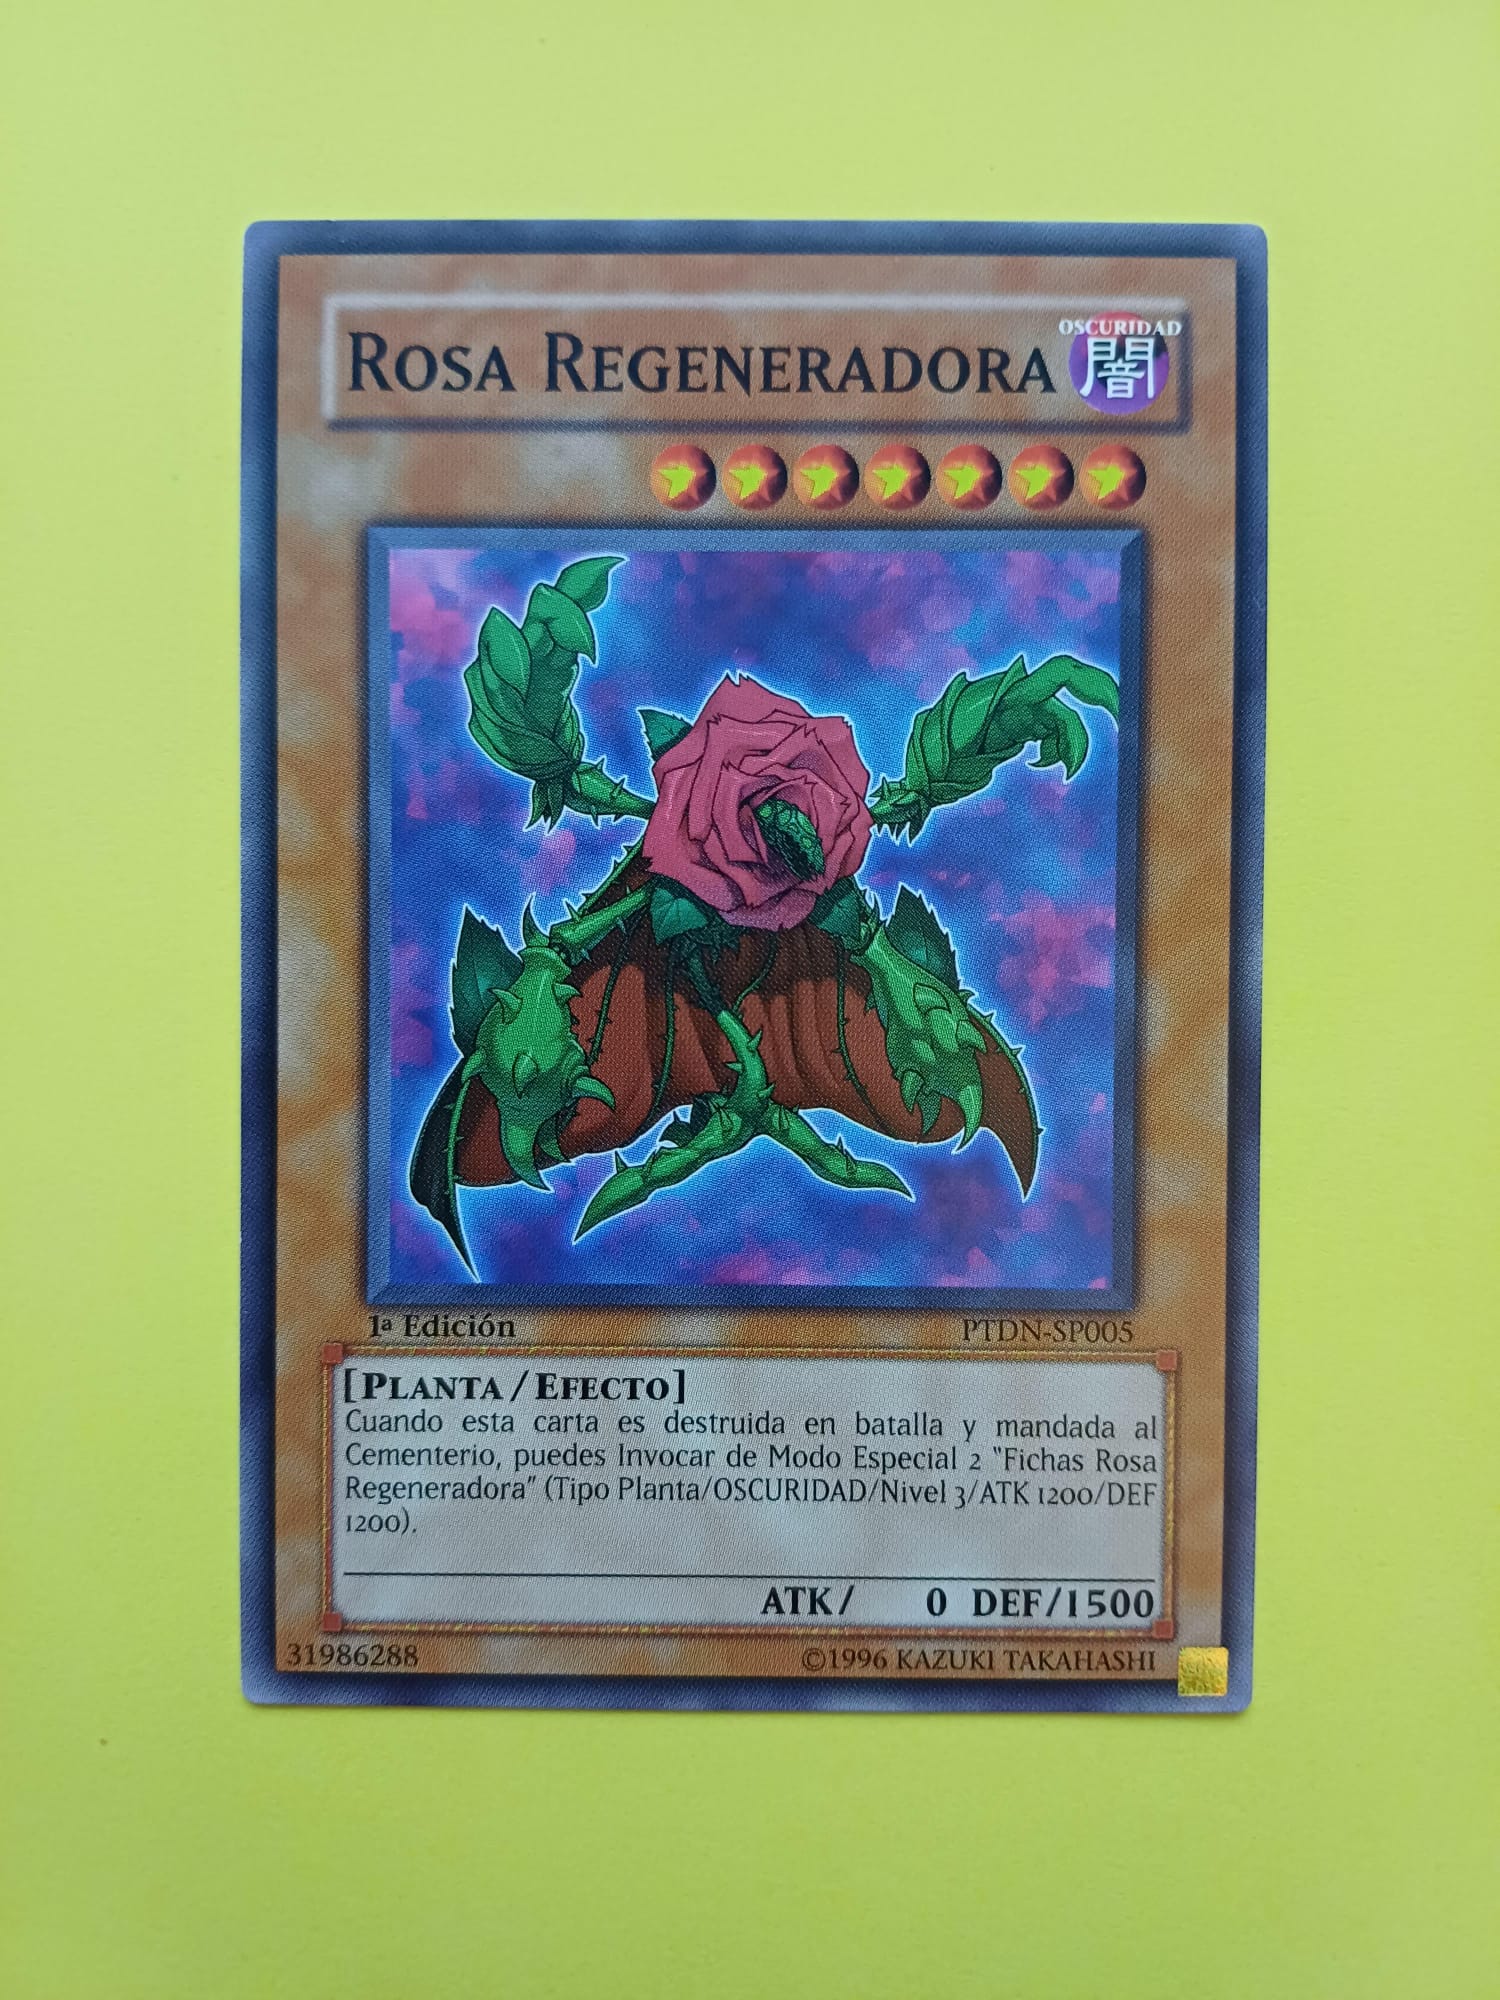 Rosa Regeneradora
OSCURIDAD
闇
1ª Edición
PTDN-SP005
[Planta/Efecto]
Cuando esta carta es destruida en batalla y mandada al
Cementerio, puedes Invocar de Modo Especial 2 "Fichas Rosa
Regeneradora" (Tipo Planta/OSCURIDAD/Nivel 3/ATK 1200/DEF
1200).
ATK/ 0 DEF/1500
31986288
©1996 KAZUKI TAKAHASHI